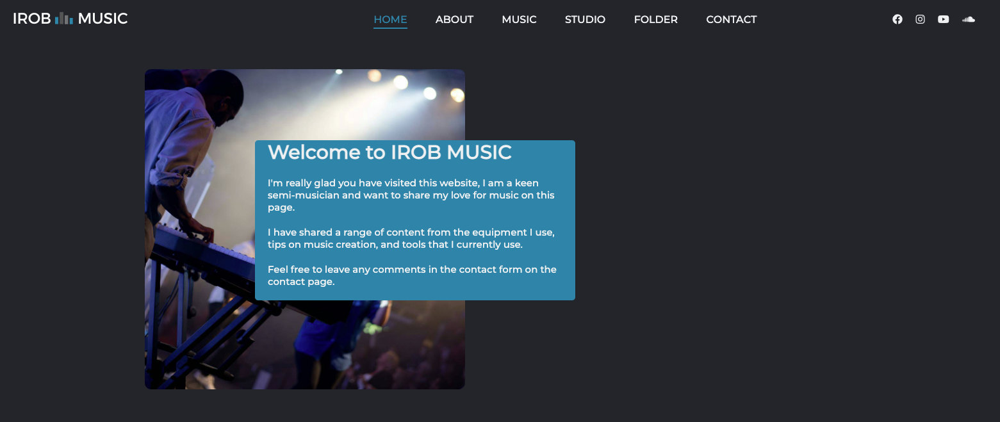 IROB MUSIC
HOME ABOUT MUSIC STUDIO FOLDER CONTACT
Welcome to IROB MUSIC
I'm really glad you have visited this website, I am a keen
semi-musician and want to share my love for music on this
page.
I have shared a range of content from the equipment I use,
tips on music creation, and tools that I currently use.
Feel free to leave any comments in the contact form on the
contact page.